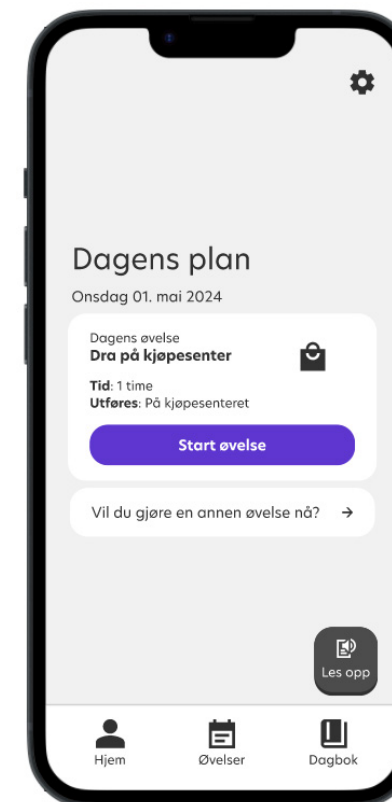 Dagens plan
Onsdag 01. mai 2024
Dagens øvelse
Dra på kjøpesenter
Tid: 1 time
Utføres: På kjøpesenteret
Start øvelse
Vil du gjøre en annen øvelse nå? →
Les opp
Hjem
Øvelser
Dagbok